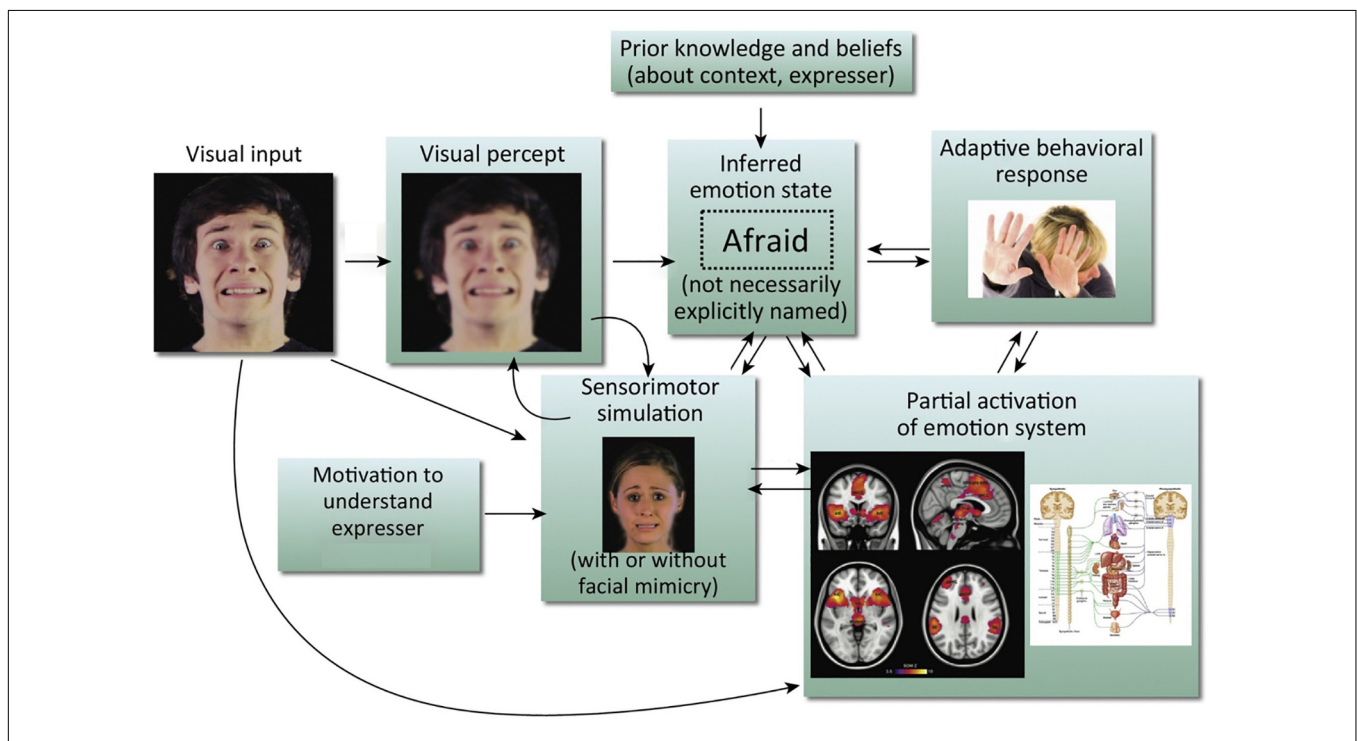 Prior knowledge and beliefs
(about context, expresser)
Visual input
Visual percept
Inferred
emotion state
Afraid
(not necessarily
explicitly named)
Adaptive behavioral
response
Sensorimotor
simulation
(with or without
facial mimicry)
Motivation to
understand
expresser
Partial activation
of emotion system